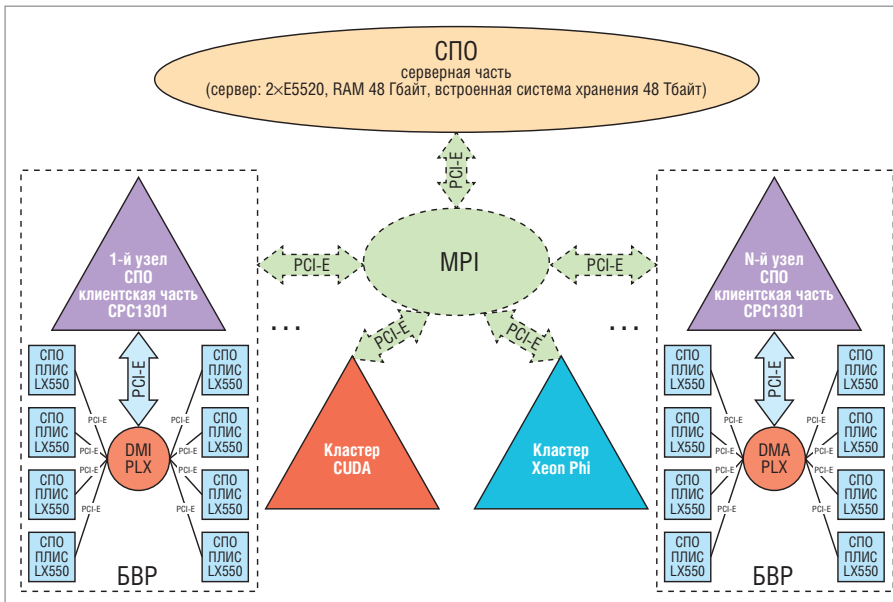 СПО
серверная часть
(сервер: 2×E5520, RAM 48 Гбайт, встроенная система хранения 48 Тбайт)
PCI-E
MPI
PCI-E
PCI-E
PCI-E
PCI-E
1-й узел
СПО
клиентская часть
CPC1301
PCI-E
СПО
ПЛИС
LX550
СПО
ПЛИС
LX550
СПО
ПЛИС
LX550
СПО
ПЛИС
LX550
СПО
ПЛИС
LX550
СПО
ПЛИС
LX550
СПО
ПЛИС
LX550
СПО
ПЛИС
LX550
PCI-E
PCI-E
PCI-E
PCI-E
PCI-E
PCI-E
PCI-E
PCI-E
DMI
PLX
БВР
...
Кластер
CUDA
Кластер
Xeon Phi
...
N-й узел
СПО
клиентская часть
CPC1301
PCI-E
СПО
ПЛИС
LX550
СПО
ПЛИС
LX550
СПО
ПЛИС
LX550
СПО
ПЛИС
LX550
СПО
ПЛИС
LX550
СПО
ПЛИС
LX550
СПО
ПЛИС
LX550
СПО
ПЛИС
LX550
PCI-E
PCI-E
PCI-E
PCI-E
PCI-E
PCI-E
PCI-E
PCI-E
DMA
PLX
БВР